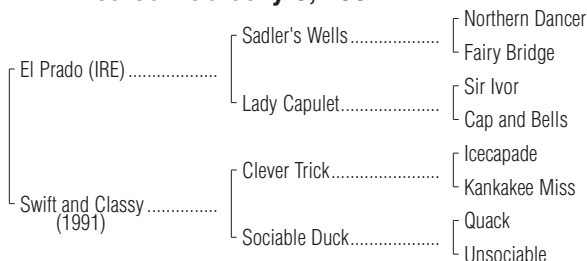 Northern Dancer
Sadler's Wells
Fairy Bridge
El Prado (IRE)
Sir Ivor
Lady Capulet
Cap and Bells
Icecapade
Clever Trick
Kankakee Miss
Swift and Classy
(1991)
Quack
Sociable Duck
Unsociable